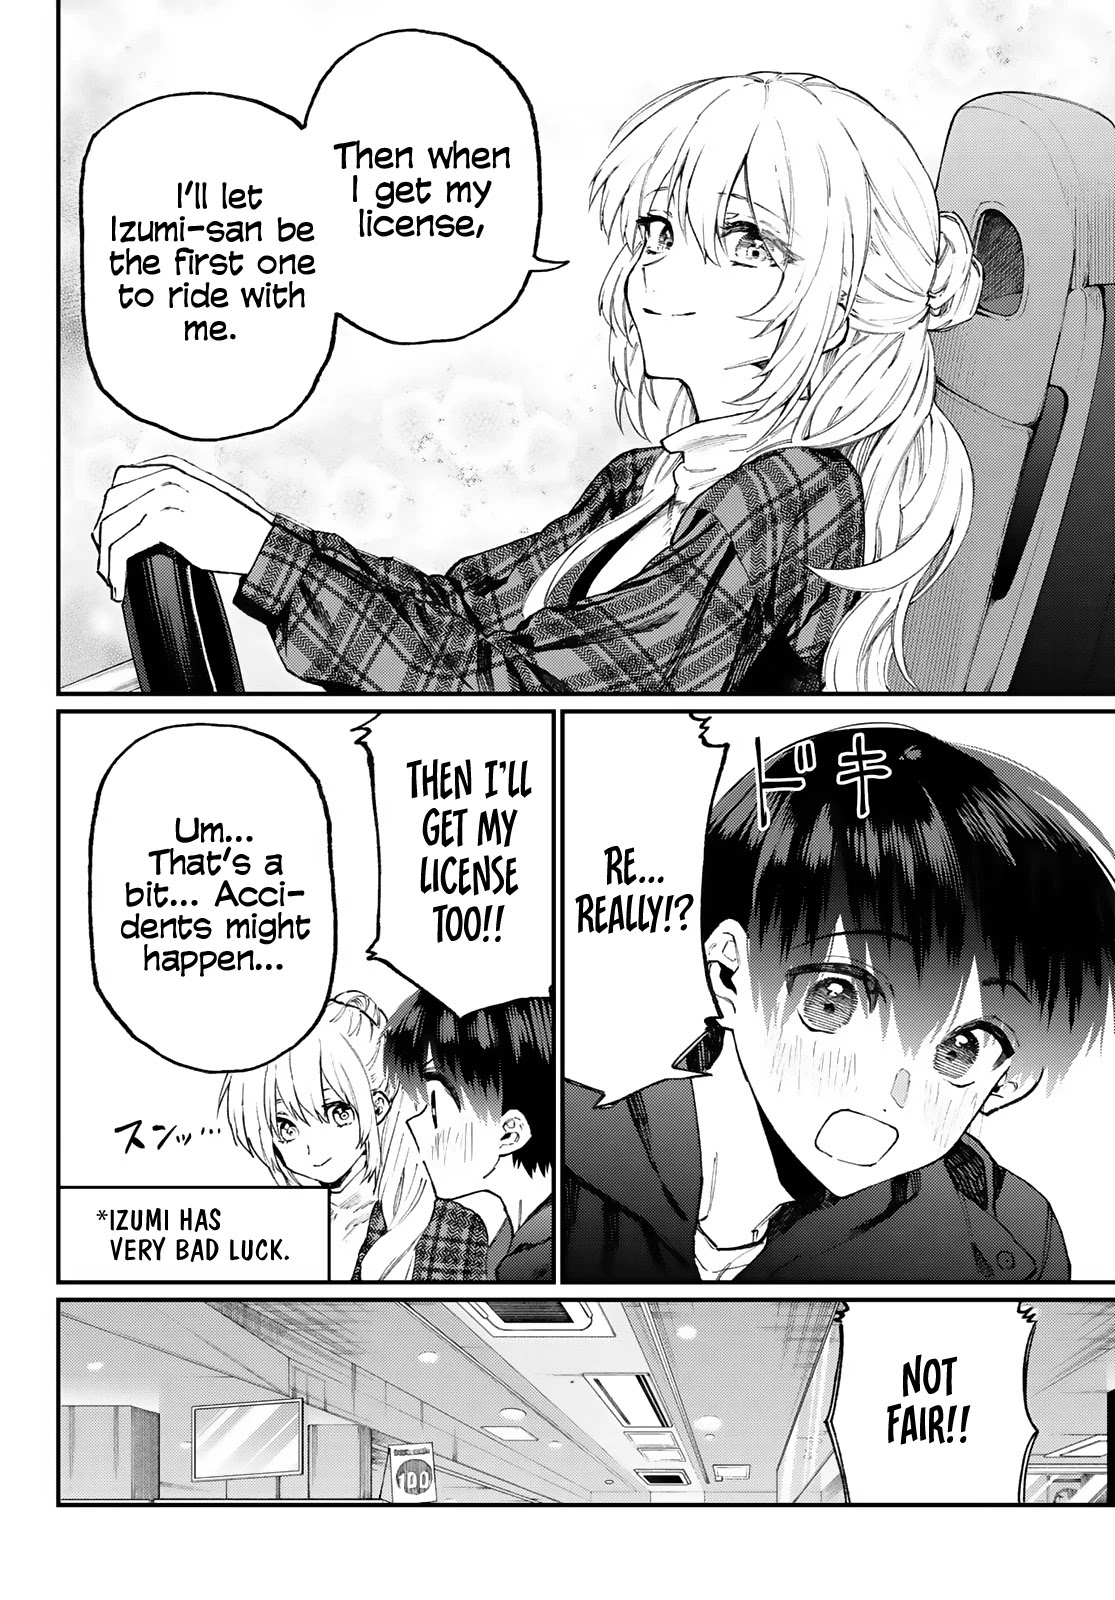 Then when
I get my
license,
I'll let
Izumi-san be
the first one
to ride with
me.
ドキ
RE...
REALLY!?
THEN I'LL
GET MY
LICENSE
TOO!!
Um...
That's a
bit... Acci-
dents might
happen...
スンッ…
*IZUMI HAS
VERY BAD LUCK.
NOT
FAIR!!
100